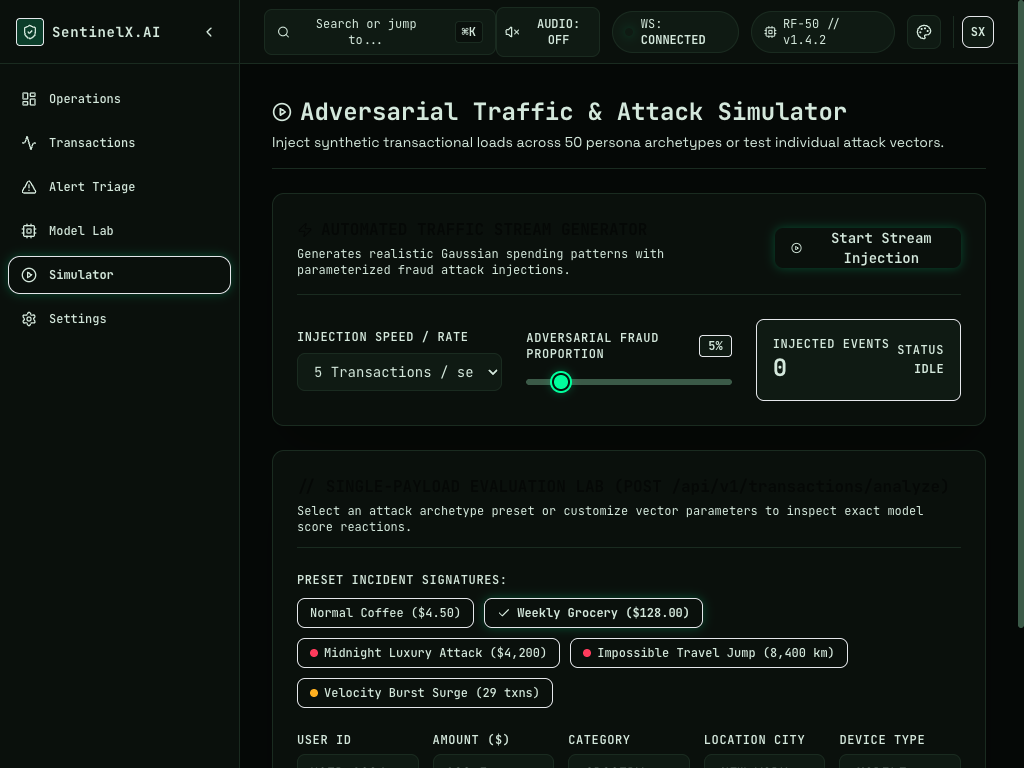 SentinelX.AI
Search or jump
to...
⌘K
AUDIO:
OFF
WS:
CONNECTED
RF-50 //
v1.4.2
SX
Operations
Transactions
Alert Triage
Model Lab
Simulator
Settings
Adversarial Traffic & Attack Simulator
Inject synthetic transactional loads across 50 persona archetypes or test individual attack vectors.
AUTOMATED TRAFFIC STREAM GENERATOR
Generates realistic Gaussian spending patterns with
parameterized fraud attack injections.
Start Stream
Injection
INJECTION SPEED / RATE
5 Transactions / se
ADVERSARIAL FRAUD
PROPORTION
5%
INJECTED EVENTS
0
STATUS
IDLE
// SINGLE-PAYLOAD EVALUATION LAB (POST /api/v1/transactions/analyze)
Select an attack archetype preset or customize vector parameters to inspect exact model
score reactions.
PRESET INCIDENT SIGNATURES:
Normal Coffee ($4.50)
Weekly Grocery ($128.00)
Midnight Luxury Attack ($4,200)
Impossible Travel Jump (8,400 km)
Velocity Burst Surge (29 txns)
USER ID
AMOUNT ($)
CATEGORY
LOCATION CITY
DEVICE TYPE